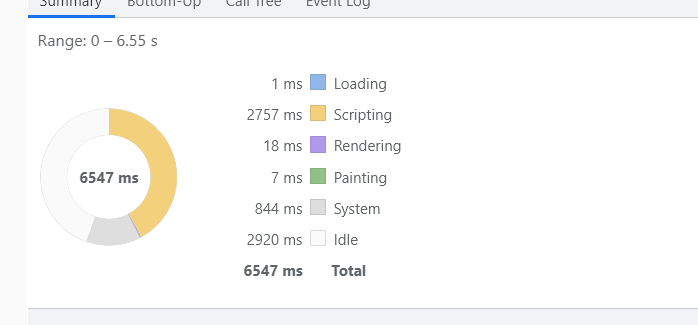 Summary Bottom-Up Call Tree Event Log
Range: 0 – 6.55 s
1 ms Loading
2757 ms Scripting
18 ms Rendering
6547 ms
7 ms Painting
844 ms System
2920 ms Idle
6547 ms Total